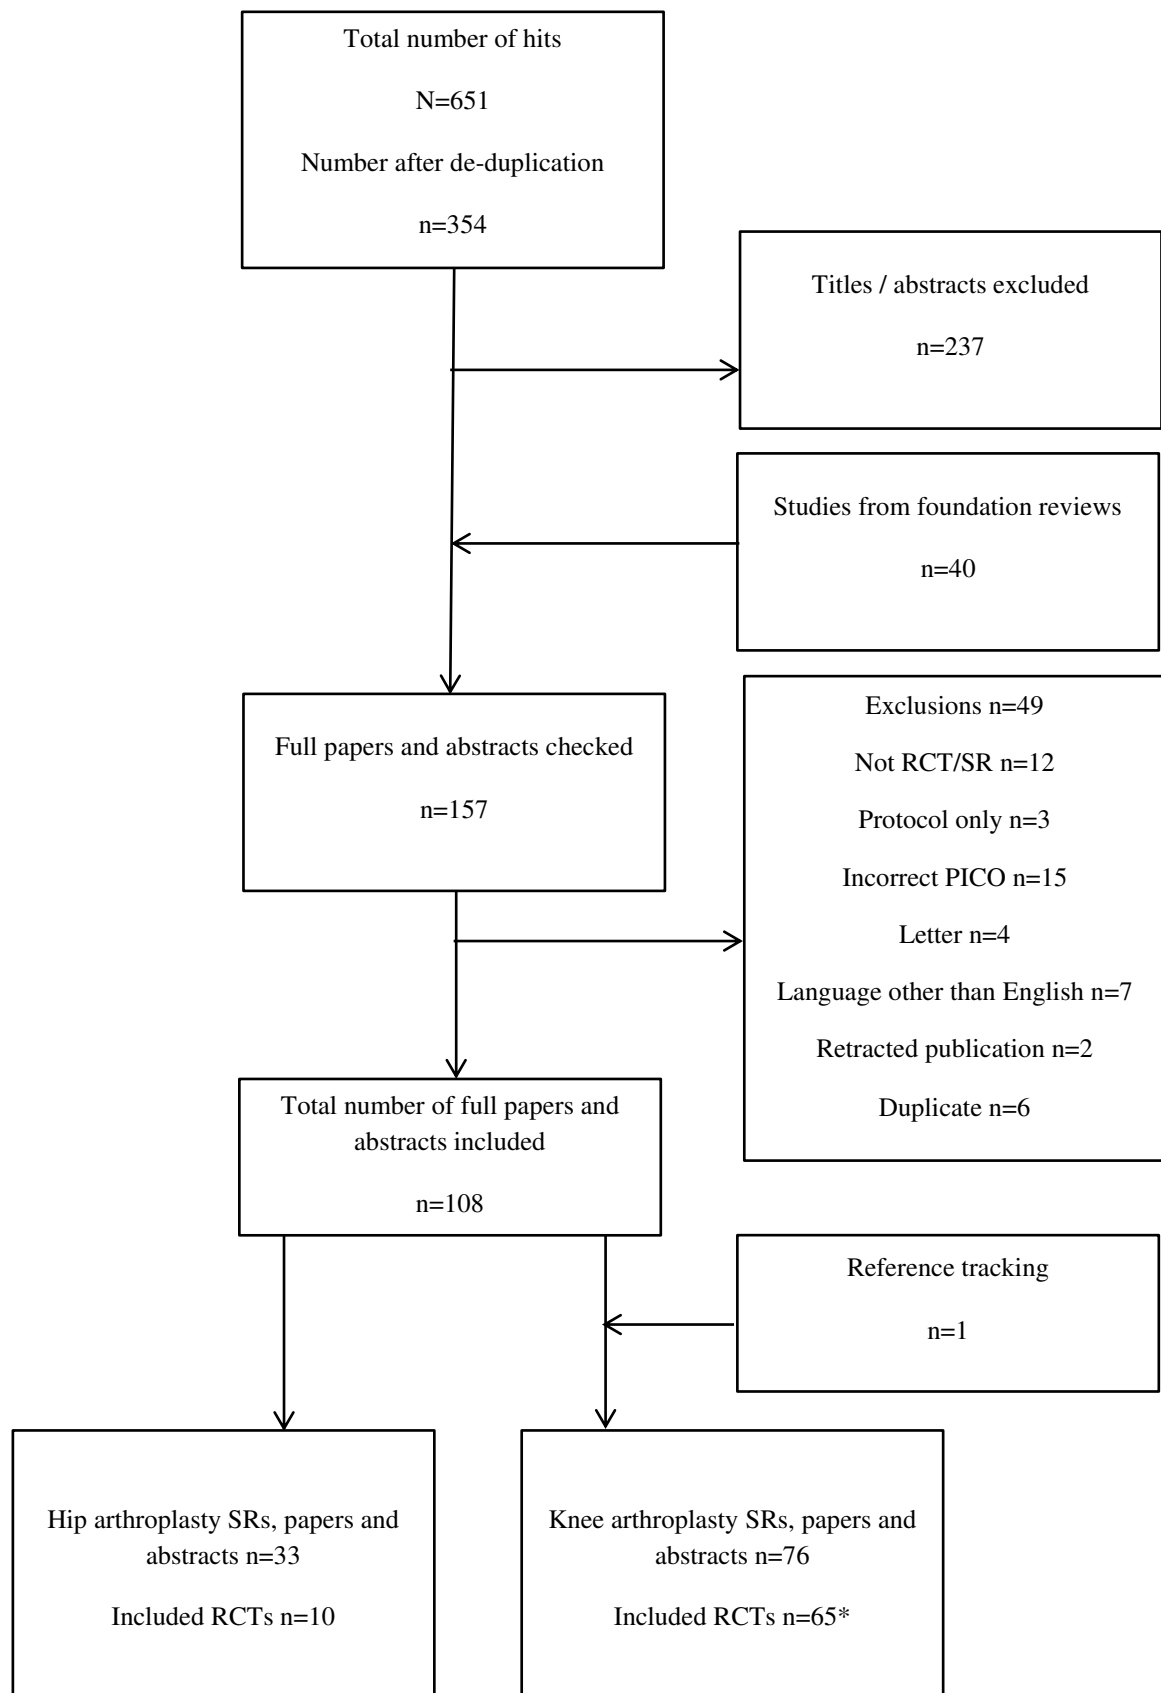 Total number of hits
N=651
Number after de-duplication
n=354
Titles / abstracts excluded
n=237
Studies from foundation reviews
n=40
Full papers and abstracts checked
n=157
Exclusions n=49
Not RCT/SR n=12
Protocol only n=3
Incorrect PICO n=15
Letter n=4
Language other than English n=7
Retracted publication n=2
Duplicate n=6
Total number of full papers and
abstracts included
n=108
Reference tracking
n=1
Hip arthroplasty SRs, papers and
abstracts n=33
Included RCTs n=10
Knee arthroplasty SRs, papers and
abstracts n=76
Included RCTs n=65*